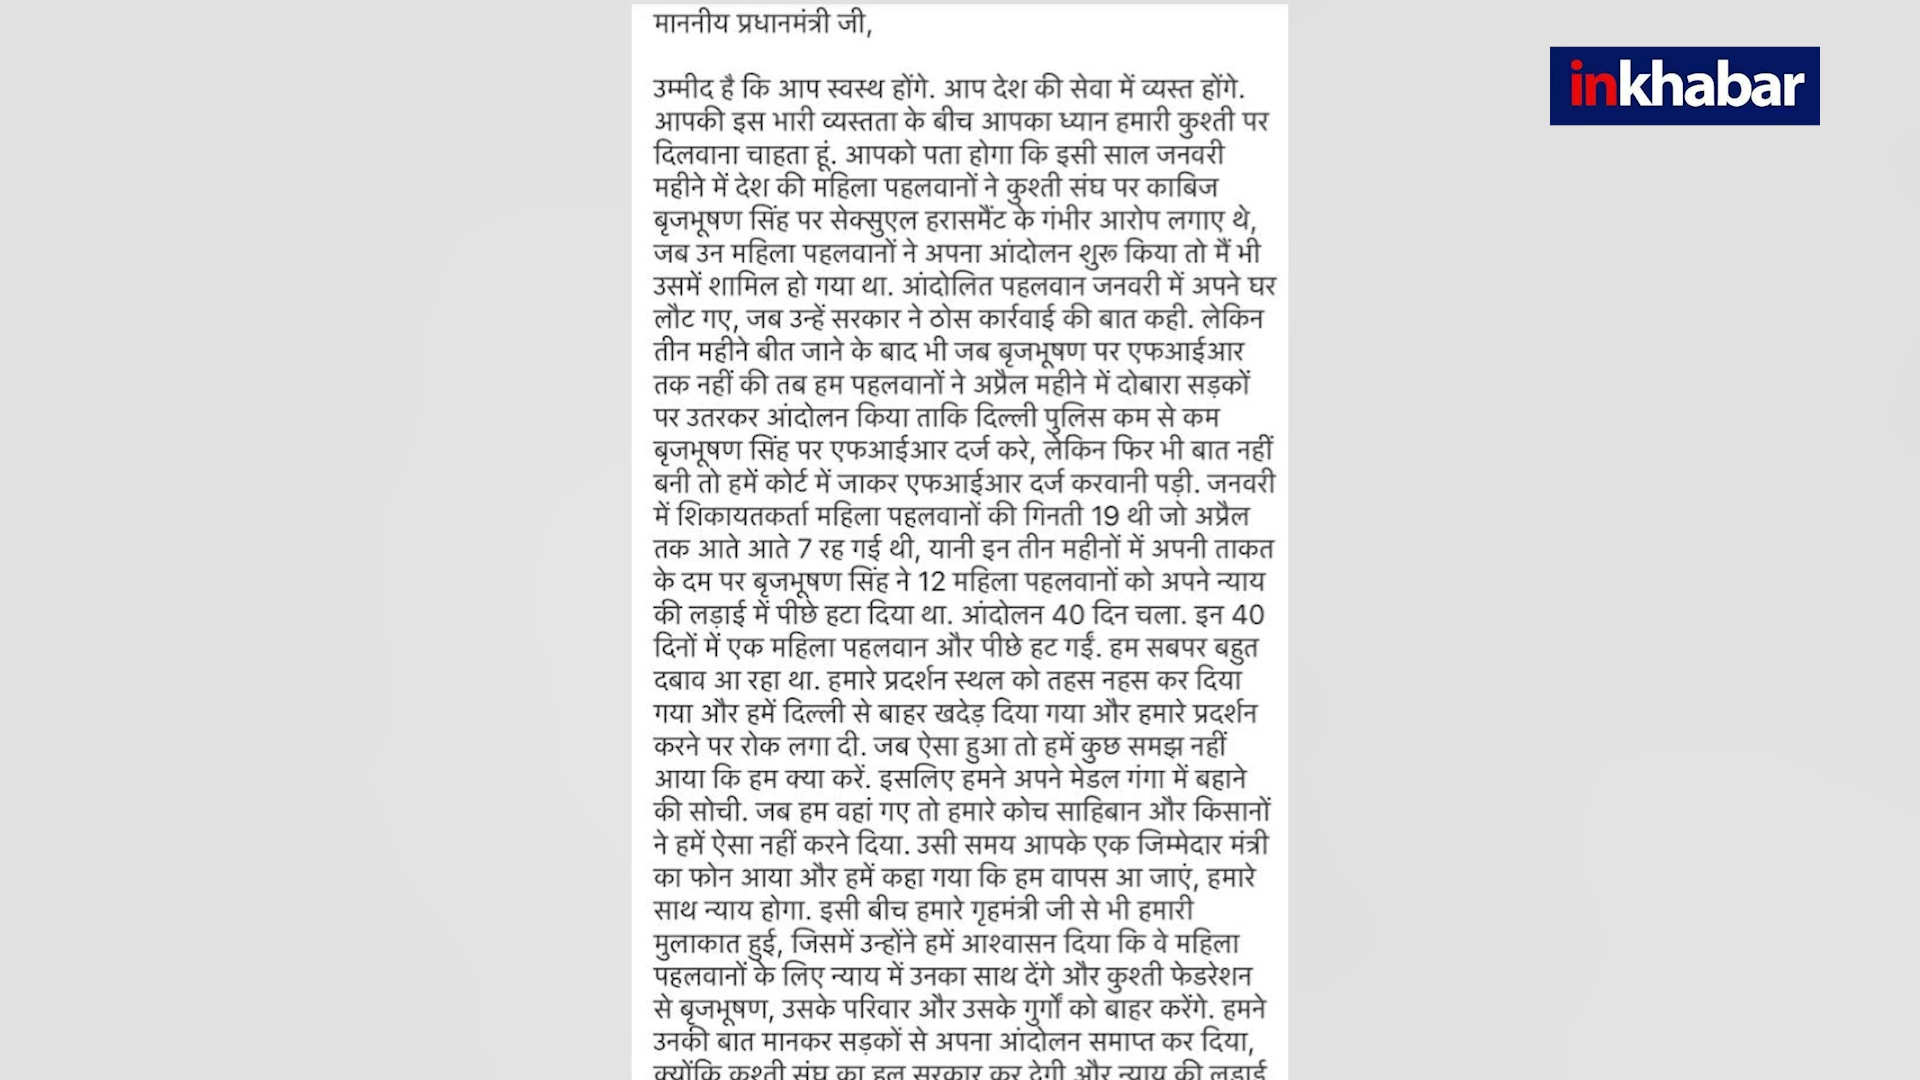 माननीय प्रधानमंत्री जी,
inkhabar
उम्मीद है कि आप स्वस्थ होंगे. आप देश की सेवा में व्यस्त होंगे.
आपकी इस भारी व्यस्तता के बीच आपका ध्यान हमारी कुश्ती पर
दिलवाना चाहता हूं. आपको पता होगा कि इसी साल जनवरी
महीने में देश की महिला पहलवानों ने कुश्ती संघ पर काबिज
बृजभूषण सिंह पर सेक्सुएल हरासमैंट के गंभीर आरोप लगाए थे,
जब उन महिला पहलवानों ने अपना आंदोलन शुरू किया तो मैं भी
उसमें शामिल हो गया था. आंदोलित पहलवान जनवरी में अपने घर
लौट गए, जब उन्हें सरकार ने ठोस कार्रवाई की बात कही. लेकिन
तीन महीने बीत जाने के बाद भी जब बृजभूषण पर एफआईआर
तक नहीं की तब हम पहलवानों ने अप्रैल महीने में दोबारा सड़कों
पर उतरकर आंदोलन किया ताकि दिल्ली पुलिस कम से कम
बृजभूषण सिंह पर एफआईआर दर्ज करे, लेकिन फिर भी बात नहीं
बनी तो हमें कोर्ट में जाकर एफआईआर दर्ज करवानी पड़ी. जनवरी
में शिकायतकर्ता महिला पहलवानों की गिनती 19 थी जो अप्रैल
तक आते आते 7 रह गई थी, यानी इन तीन महीनों में अपनी ताकत
के दम पर बृजभूषण सिंह ने 12 महिला पहलवानों को अपने न्याय
की लड़ाई में पीछे हटा दिया था. आंदोलन 40 दिन चला. इन 40
दिनों में एक महिला पहलवान और पीछे हट गईं. हम सबपर बहुत
दबाव आ रहा था. हमारे प्रदर्शन स्थल को तहस नहस कर दिया
गया और हमें दिल्ली से बाहर खदेड़ दिया गया और हमारे प्रदर्शन
करने पर रोक लगा दी. जब ऐसा हुआ तो हमें कुछ समझ नहीं
आया कि हम क्या करें. इसलिए हमने अपने मेडल गंगा में बहाने
की सोची. जब हम वहां गए तो हमारे कोच साहिबान और किसानों
ने हमें ऐसा नहीं करने दिया. उसी समय आपके एक जिम्मेदार मंत्री
का फोन आया और हमें कहा गया कि हम वापस आ जाएं, हमारे
साथ न्याय होगा. इसी बीच हमारे गृहमंत्री जी से भी हमारी
मुलाकात हुई, जिसमें उन्होंने हमें आश्वासन दिया कि वे महिला
पहलवानों के लिए न्याय में उनका साथ देंगे और कुश्ती फेडरेशन
से बृजभूषण, उसके परिवार और उसके गुर्गों को बाहर करेंगे. हमने
उनकी बात मानकर सड़कों से अपना आंदोलन समाप्त कर दिया,
क्योंकि कुश्ती संघ का हल सरकार कर देगी और न्याय की लड़ाई